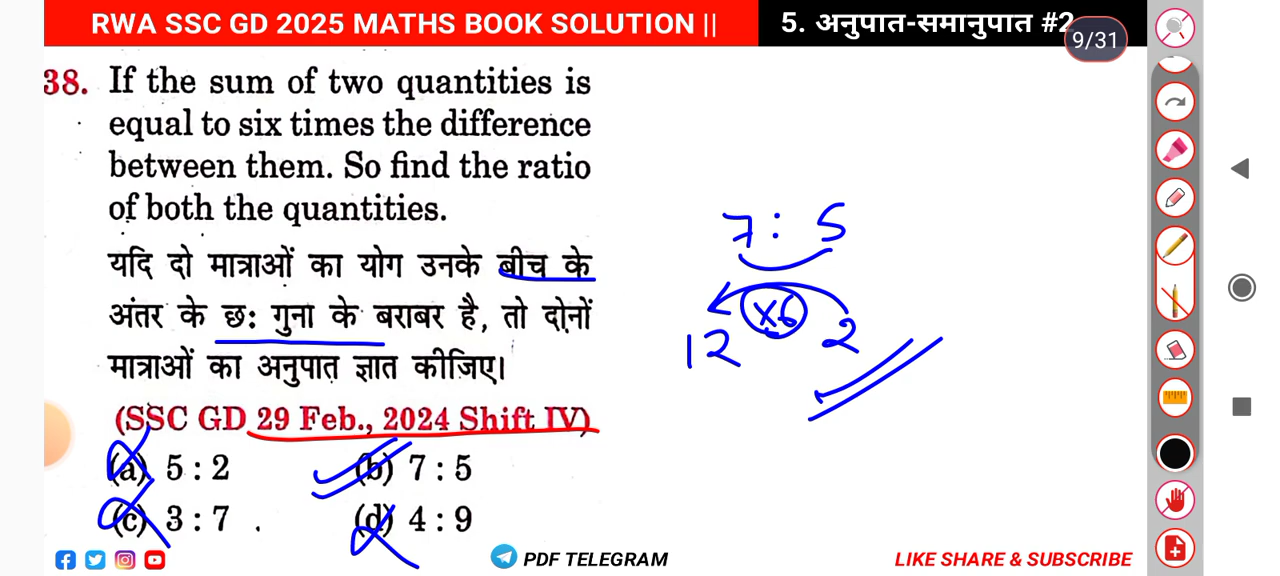 RWA SSC GD 2025 MATHS BOOK SOLUTION ||
5. अनुपात-समानुपात #2
9/31
38. If the sum of two quantities is
equal to six times the difference
between them. So find the ratio
of both the quantities.
यदि दो मात्राओं का योग उनके बीच के
अंतर के छः गुना के बराबर है, तो दोनों
मात्राओं का अनुपात ज्ञात कीजिए।
(SSC GD 29 Feb., 2024 Shift IV)
(a) 5 : 2 (b) 7 : 5
(c) 3 : 7 . (d) 4 : 9
7 : 5
×6
12 2
PDF TELEGRAM
LIKE SHARE & SUBSCRIBE